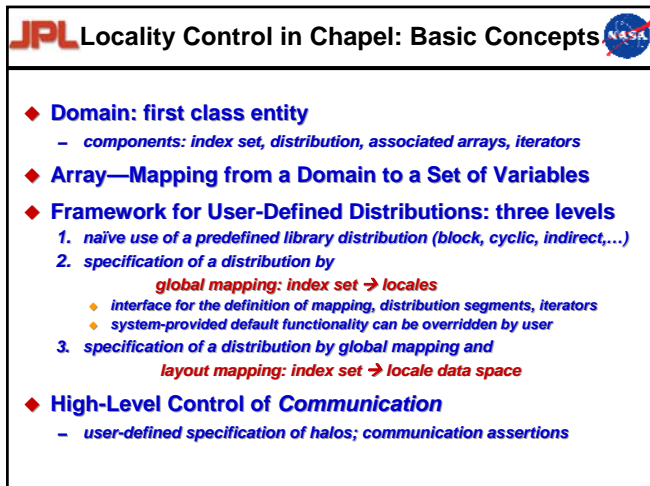 JPL Locality Control in Chapel: Basic Concepts NASA
◆ Domain: first class entity
– components: index set, distribution, associated arrays, iterators
◆ Array—Mapping from a Domain to a Set of Variables
◆ Framework for User-Defined Distributions: three levels
1. naïve use of a predefined library distribution (block, cyclic, indirect,…)
2. specification of a distribution by
global mapping: index set → locales
◆ interface for the definition of mapping, distribution segments, iterators
◆ system-provided default functionality can be overridden by user
3. specification of a distribution by global mapping and
layout mapping: index set → locale data space
◆ High-Level Control of Communication
– user-defined specification of halos; communication assertions